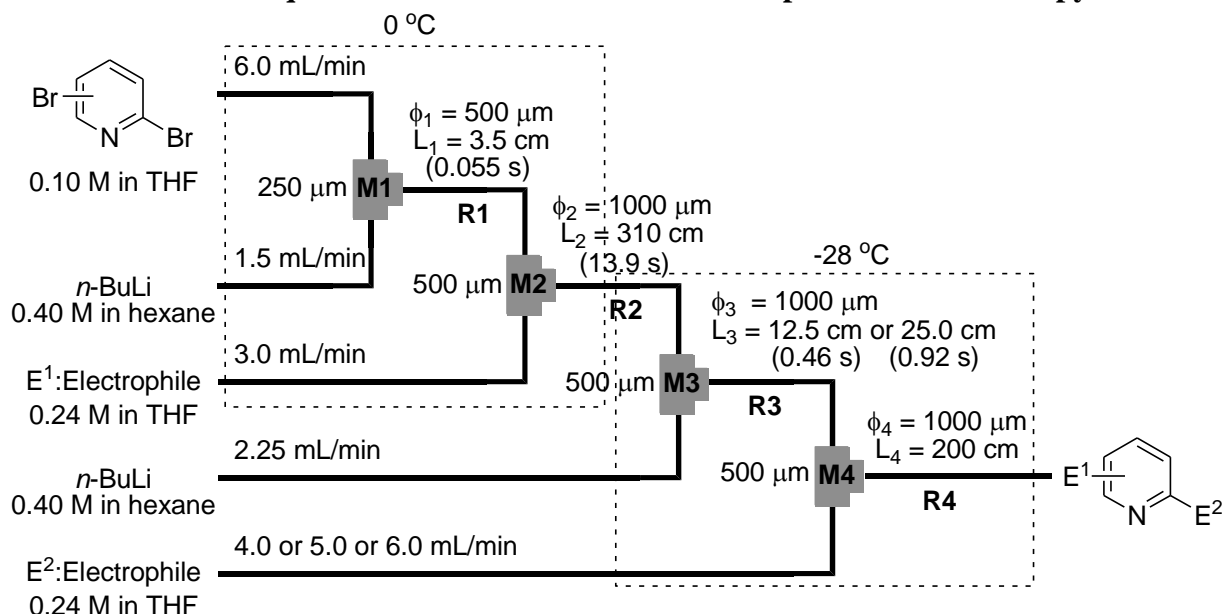 0 °C
6.0 mL/min
Br
N
Br
0.10 M in THF
ϕ1 = 500 μm
L1 = 3.5 cm
(0.055 s)
250 μm M1
R1
ϕ2 = 1000 μm
L2 = 310 cm
(13.9 s)
1.5 mL/min
n-BuLi
0.40 M in hexane
500 μm M2
R2
-28 °C
ϕ3 = 1000 μm
L3 = 12.5 cm or 25.0 cm
(0.46 s) (0.92 s)
3.0 mL/min
E1:Electrophile
0.24 M in THF
500 μm M3
R3
ϕ4 = 1000 μm
L4 = 200 cm
2.25 mL/min
n-BuLi
0.40 M in hexane
500 μm M4
R4
E1
N
E2
4.0 or 5.0 or 6.0 mL/min
E2:Electrophile
0.24 M in THF